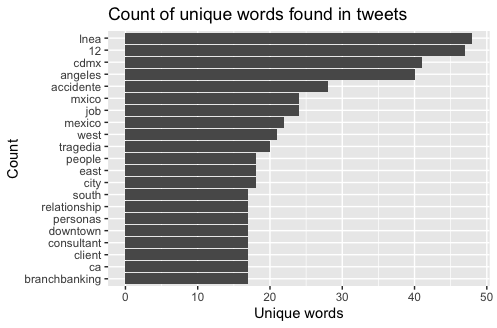 Count of unique words found in tweets
lnea
12
cdmx
angeles
accidente
mxico
job
mexico
west
tragedia
people
east
city
south
relationship
personas
downtown
consultant
client
ca
branchbanking
Count
0 10 20 30 40 50
Unique words